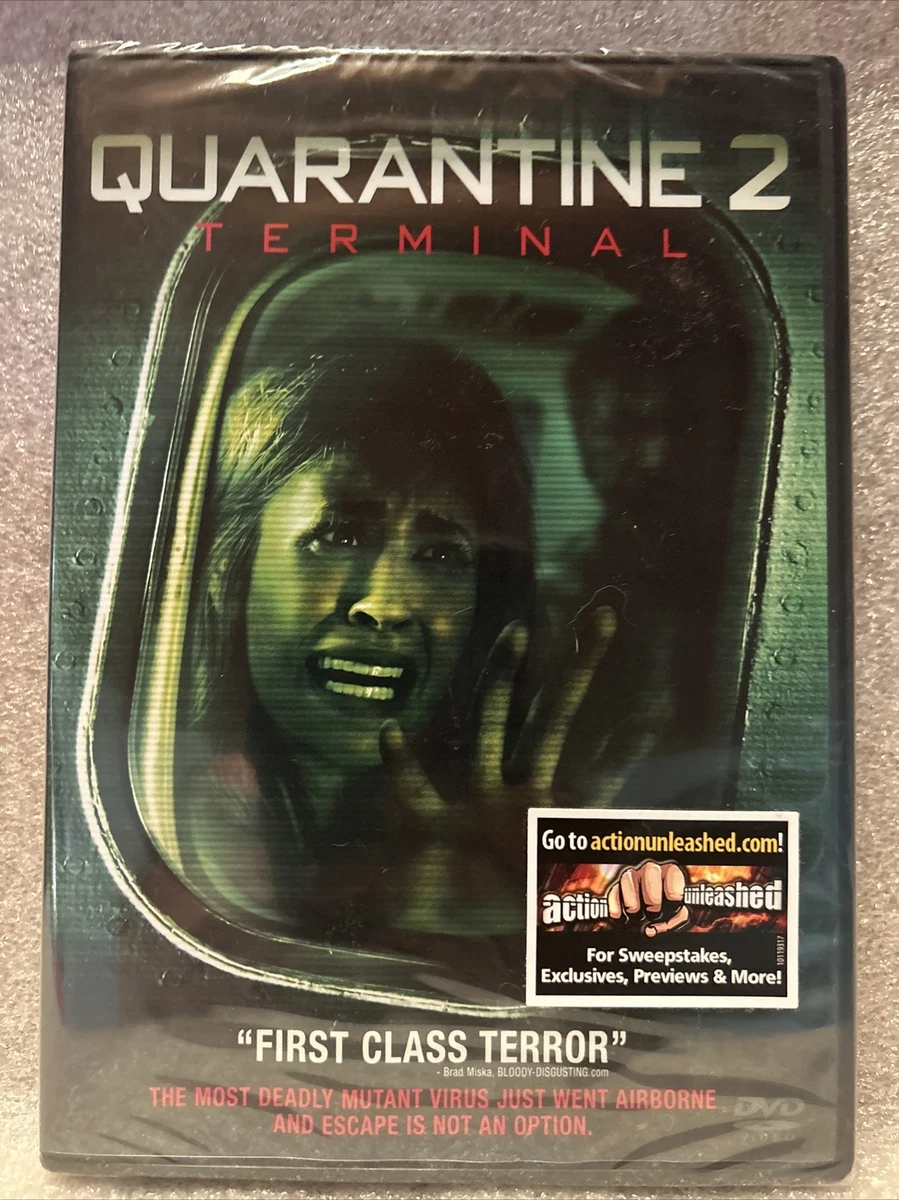 QUARANTINE 2
TERMINAL
Go to actionunleashed.com!
action unleashed
For Sweepstakes,
Exclusives, Previews & More!
10119317
“FIRST CLASS TERROR”
- Brad Miska, BLOODY-DISGUSTING.com
THE MOST DEADLY MUTANT VIRUS JUST WENT AIRBORNE
AND ESCAPE IS NOT AN OPTION.
DVD